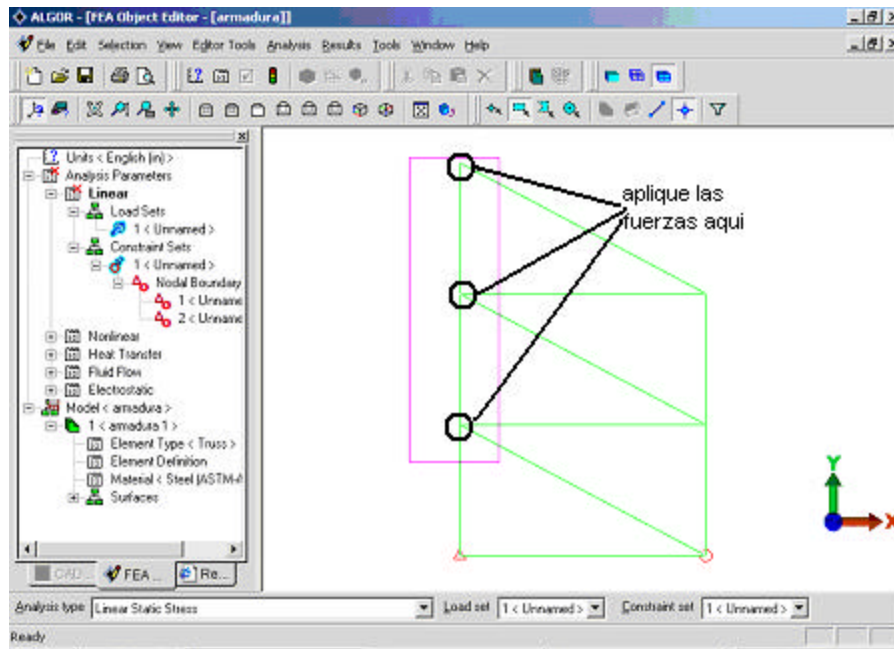 ALGOR - [FEA Object Editor - [armadura]]
File Edit Selection View Editor Tools Analysis Results Tools Window Help
Units < English (in) >
Analysis Parameters
Linear
Load Sets
1 < Unnamed >
Constraint Sets
1 < Unnamed >
Nodal Boundary
1 < Unname
2 < Unname
Nonlinear
Heat Transfer
Fluid Flow
Electrostatic
Model < armadura >
1 < armadura 1 >
Element Type < Truss >
Element Definition
Material < Steel (ASTM-A
Surfaces
CAD... FEA ... Re...
aplique las
fuerzas aqui
Y
X
Analysis type Linear Static Stress Load set 1 < Unnamed > Constraint set 1 < Unnamed >
Ready